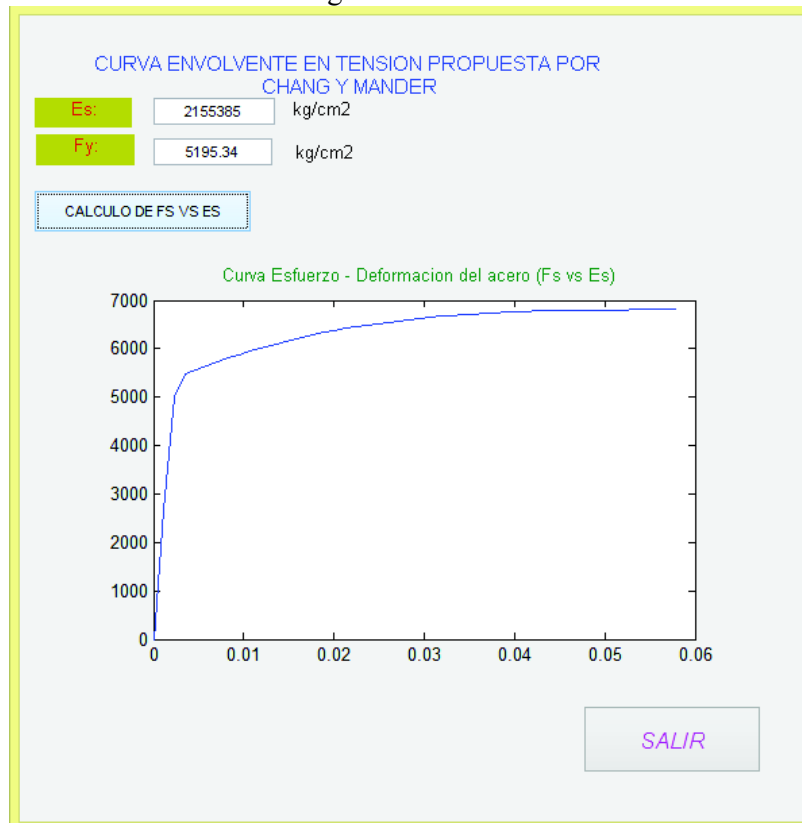 CURVA ENVOLVENTE EN TENSION PROPUESTA POR
CHANG Y MANDER
Es: 2155385 kg/cm2
Fy: 5195.34 kg/cm2
CALCULO DE FS VS ES
Curva Esfuerzo - Deformacion del acero (Fs vs Es)
7000
6000
5000
4000
3000
2000
1000
0
0 0.01 0.02 0.03 0.04 0.05 0.06
SALIR